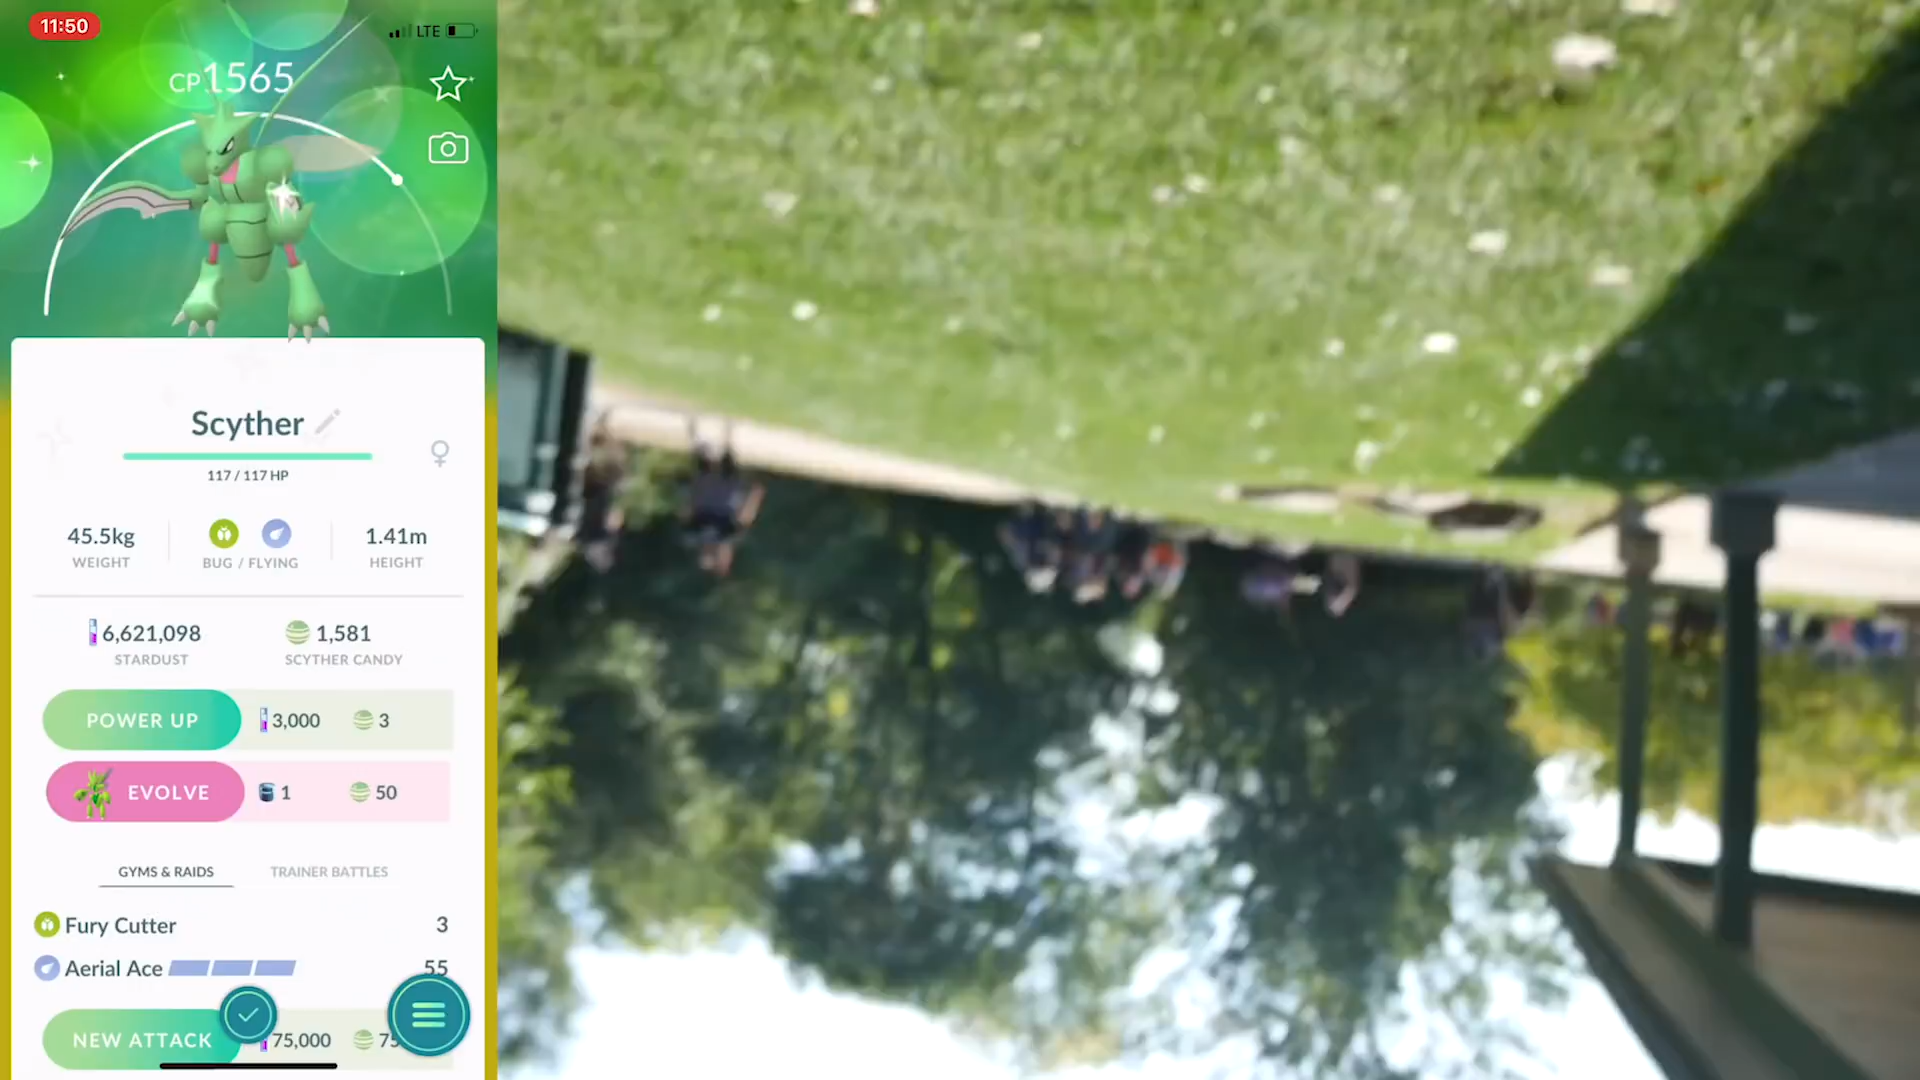 11:50
LTE
CP1565
Scyther
117 / 117 HP
45.5kg
WEIGHT
BUG / FLYING
1.41m
HEIGHT
6,621,098
STARDUST
1,581
SCYTHER CANDY
POWER UP
3,000
3
EVOLVE
1
50
GYMS & RAIDS
TRAINER BATTLES
Fury Cutter
3
Aerial Ace
55
NEW ATTACK
75,000